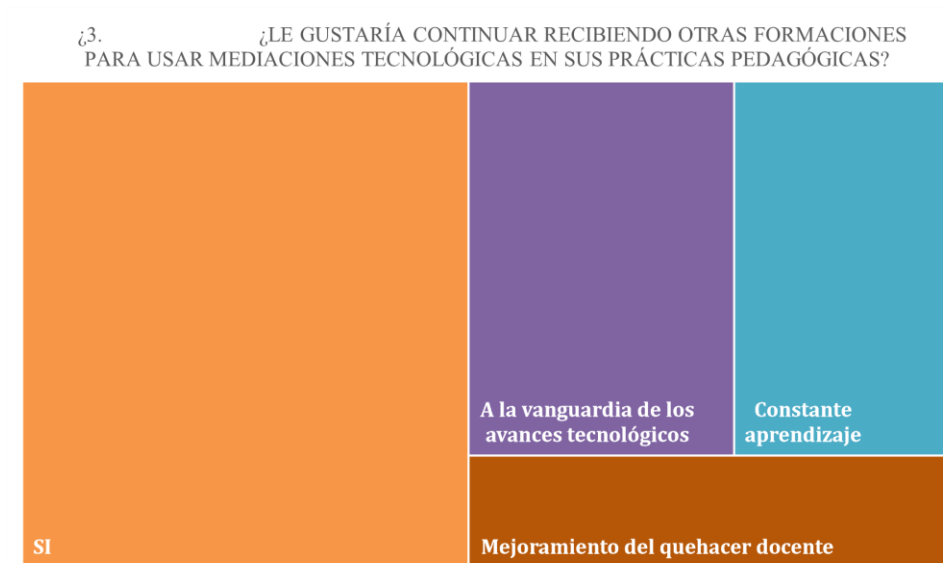 ¿3. ¿LE GUSTARÍA CONTINUAR RECIBIENDO OTRAS FORMACIONES
PARA USAR MEDIACIONES TECNOLÓGICAS EN SUS PRÁCTICAS PEDAGÓGICAS?
A la vanguardia de los
avances tecnológicos
Constante
aprendizaje
SI
Mejoramiento del quehacer docente